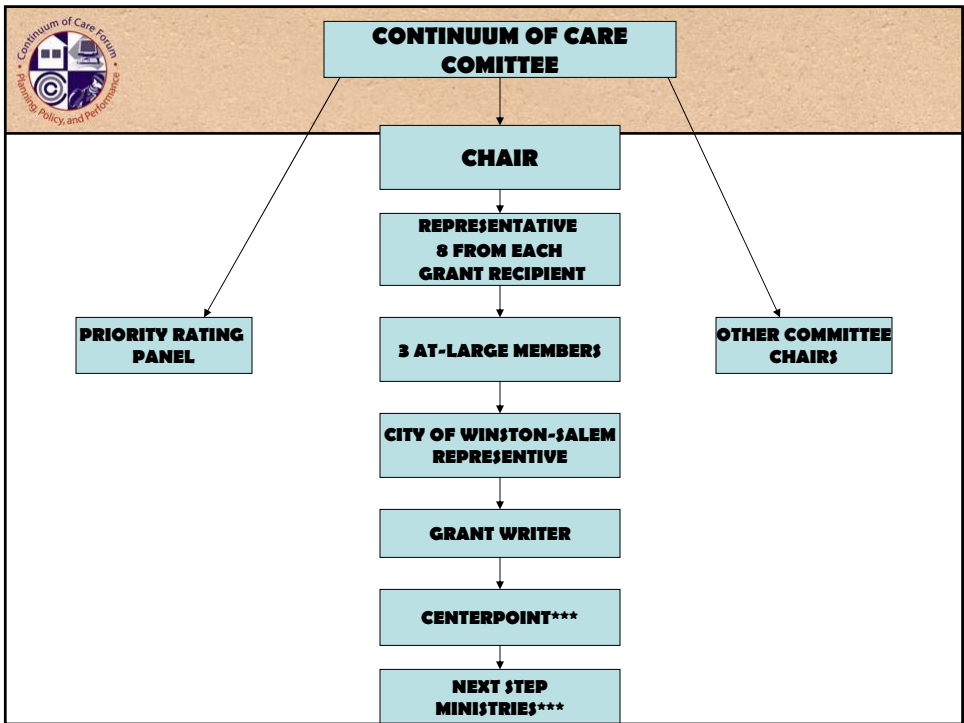 Continuum of Care Forum
Planning, Policy, and Performance
CONTINUUM OF CARE
COMITTEE
CHAIR
REPRESENTATIVE
8 FROM EACH
GRANT RECIPIENT
PRIORITY RATING
PANEL
3 AT-LARGE MEMBERS
OTHER COMMITTEE
CHAIRS
CITY OF WINSTON-SALEM
REPRESENTIVE
GRANT WRITER
CENTERPOINT***
NEXT STEP
MINISTRIES***